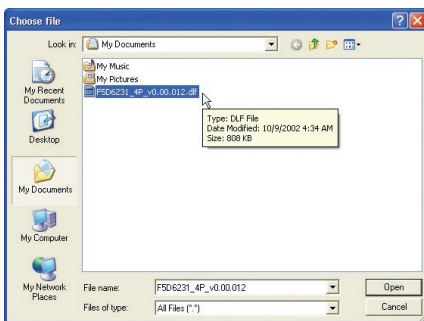 Choose file
Look in:
My Documents
My Recent
Documents
Desktop
My Documents
My Computer
My Network
Places
My Music
My Pictures
F5D6231_4P_v0.00.012.dlf
Type: DLF File
Date Modified: 10/9/2002 4:34 AM
Size: 808 KB
File name:
F5D6231_4P_v0.00.012
Open
Files of type:
All Files (*.*)
Cancel